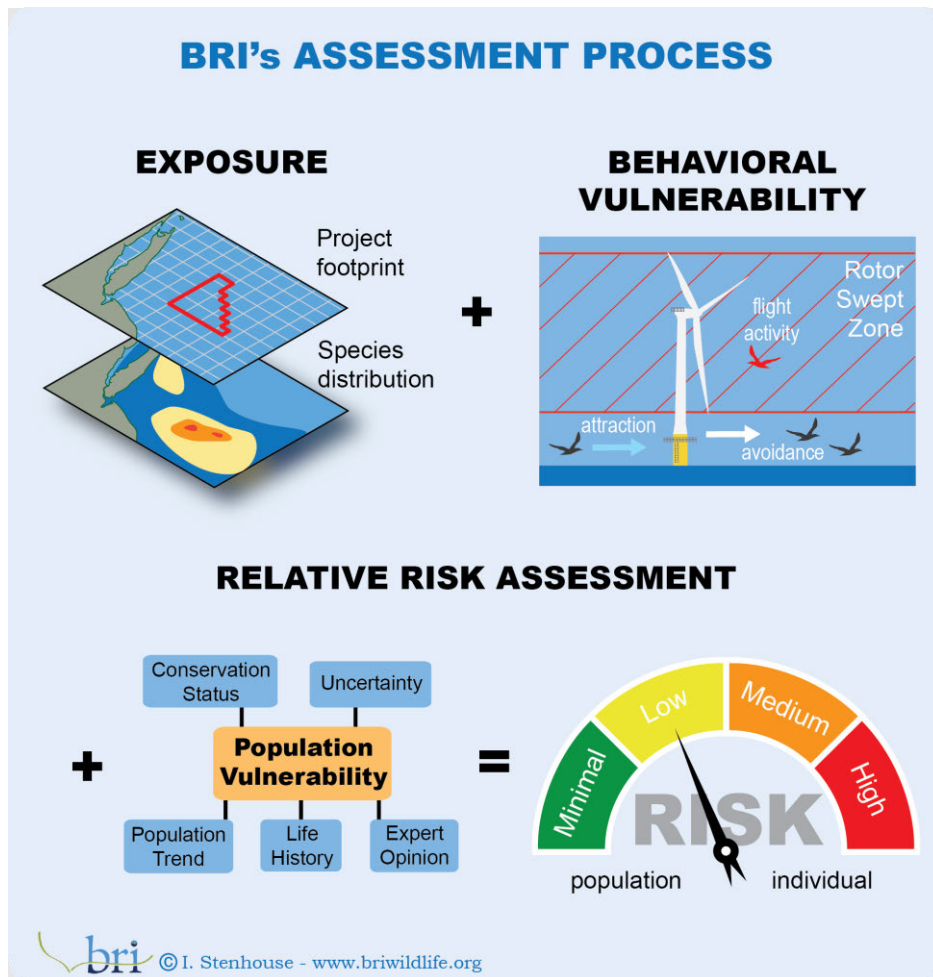 BRI's ASSESSMENT PROCESS
EXPOSURE
Project
footprint
Species
distribution
+
BEHAVIORAL
VULNERABILITY
Rotor
Swept
Zone
flight
activity
attraction
avoidance
RELATIVE RISK ASSESSMENT
+
Conservation
Status
Uncertainty
Population
Vulnerability
Population
Trend
Life
History
Expert
Opinion
=
Minimal
Low
Medium
High
RISK
population
individual
bri © I. Stenhouse - www.briwildlife.org